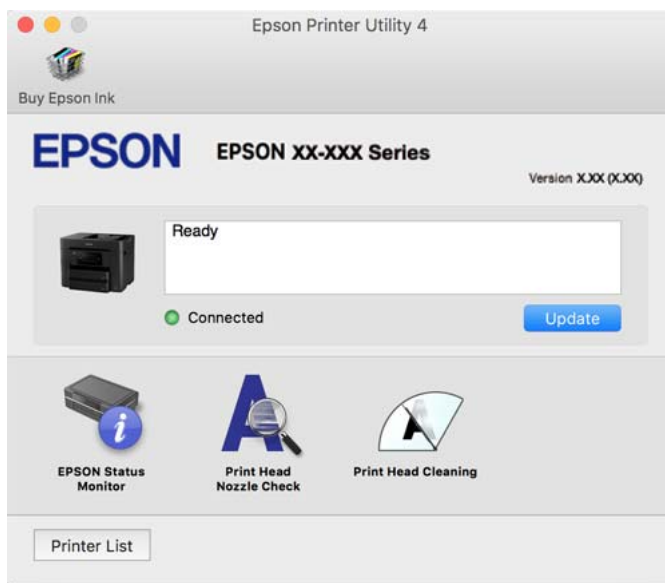 Epson Printer Utility 4
Buy Epson Ink
EPSON
EPSON XX-XXX Series
Version X.XX (X.XX)
Ready
Connected
Update
EPSON Status
Monitor
Print Head
Nozzle Check
Print Head Cleaning
Printer List